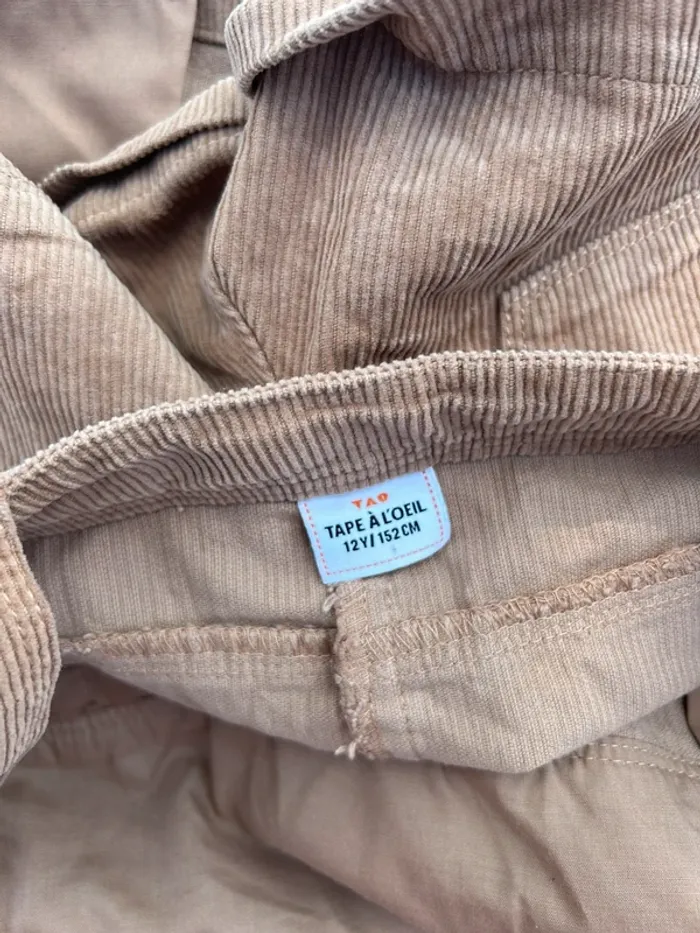 TAO
TAPE À L'OEIL
12Y/152CM